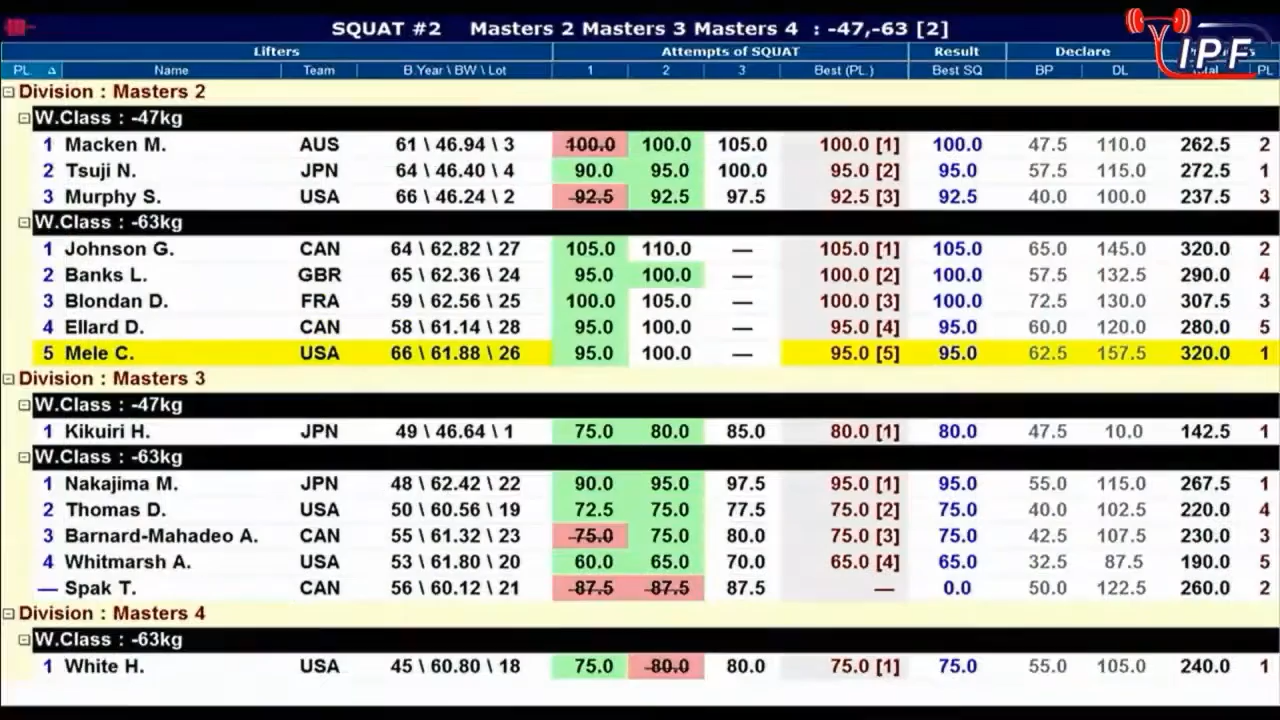 SQUAT #2 Masters 2 Masters 3 Masters 4 : -47,-63 [2]
IPF
Lifters Attempts of SQUAT Result Declare
PL. Name Team B.Year \ BW \ Lot 1 2 3 Best (PL.) Best SQ BP DL Total PL
Division : Masters 2
W.Class : -47kg
1 Macken M. AUS 61 \ 46.94 \ 3 100.0 100.0 105.0 100.0 [1] 100.0 47.5 110.0 262.5 2
2 Tsuji N. JPN 64 \ 46.40 \ 4 90.0 95.0 100.0 95.0 [2] 95.0 57.5 115.0 272.5 1
3 Murphy S. USA 66 \ 46.24 \ 2 92.5 92.5 97.5 92.5 [3] 92.5 40.0 100.0 237.5 3
W.Class : -63kg
1 Johnson G. CAN 64 \ 62.82 \ 27 105.0 110.0 — 105.0 [1] 105.0 65.0 145.0 320.0 2
2 Banks L. GBR 65 \ 62.36 \ 24 95.0 100.0 — 100.0 [2] 100.0 57.5 132.5 290.0 4
3 Blondan D. FRA 59 \ 62.56 \ 25 100.0 105.0 — 100.0 [3] 100.0 72.5 130.0 307.5 3
4 Ellard D. CAN 58 \ 61.14 \ 28 95.0 100.0 — 95.0 [4] 95.0 60.0 120.0 280.0 5
5 Mele C. USA 66 \ 61.88 \ 26 95.0 100.0 — 95.0 [5] 95.0 62.5 157.5 320.0 1
Division : Masters 3
W.Class : -47kg
1 Kikuiri H. JPN 49 \ 46.64 \ 1 75.0 80.0 85.0 80.0 [1] 80.0 47.5 10.0 142.5 1
W.Class : -63kg
1 Nakajima M. JPN 48 \ 62.42 \ 22 90.0 95.0 97.5 95.0 [1] 95.0 55.0 115.0 267.5 1
2 Thomas D. USA 50 \ 60.56 \ 19 72.5 75.0 77.5 75.0 [2] 75.0 40.0 102.5 220.0 4
3 Barnard-Mahadeo A. CAN 55 \ 61.32 \ 23 75.0 75.0 80.0 75.0 [3] 75.0 42.5 107.5 230.0 3
4 Whitmarsh A. USA 53 \ 61.80 \ 20 60.0 65.0 70.0 65.0 [4] 65.0 32.5 87.5 190.0 5
— Spak T. CAN 56 \ 60.12 \ 21 87.5 87.5 87.5 — 0.0 50.0 122.5 260.0 2
Division : Masters 4
W.Class : -63kg
1 White H. USA 45 \ 60.80 \ 18 75.0 80.0 80.0 75.0 [1] 75.0 55.0 105.0 240.0 1